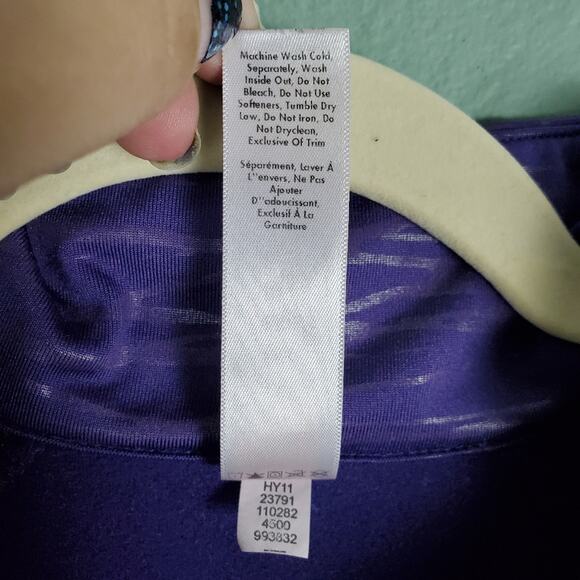 Machine Wash Cold,
Separately, Wash
Inside Out, Do Not
Bleach, Do Not Use
Softeners, Tumble Dry
Low, Do Not Iron, Do
Not Dryclean,
Exclusive Of Trim
Séparément, Laver À
L''envers, Ne Pas
Ajouter
D''adoucissant,
Exclusif À La
Garniture
HY11
23791
110282
4500
993832